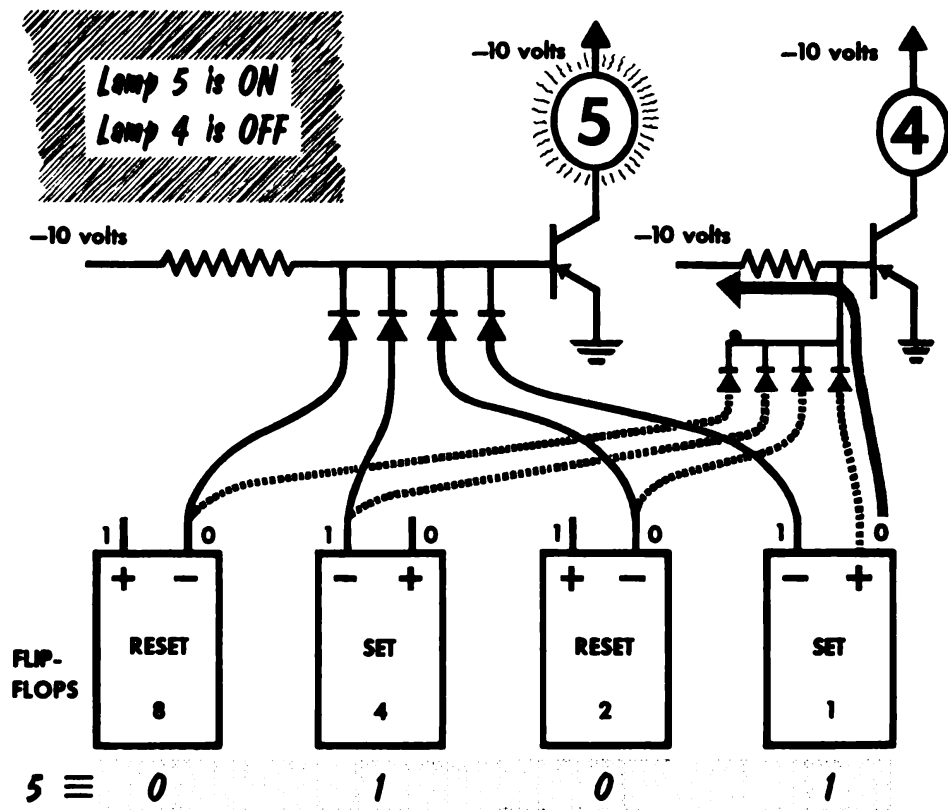 Lamp 5 is ON
Lamp 4 is OFF
–10 volts
–10 volts
5
4
–10 volts
–10 volts
1 0
1 0
1 0
1 0
+ –
– +
+ –
– +
RESET
SET
RESET
SET
FLIP-
FLOPS
8
4
2
1
5 ≡ 0 1 0 1